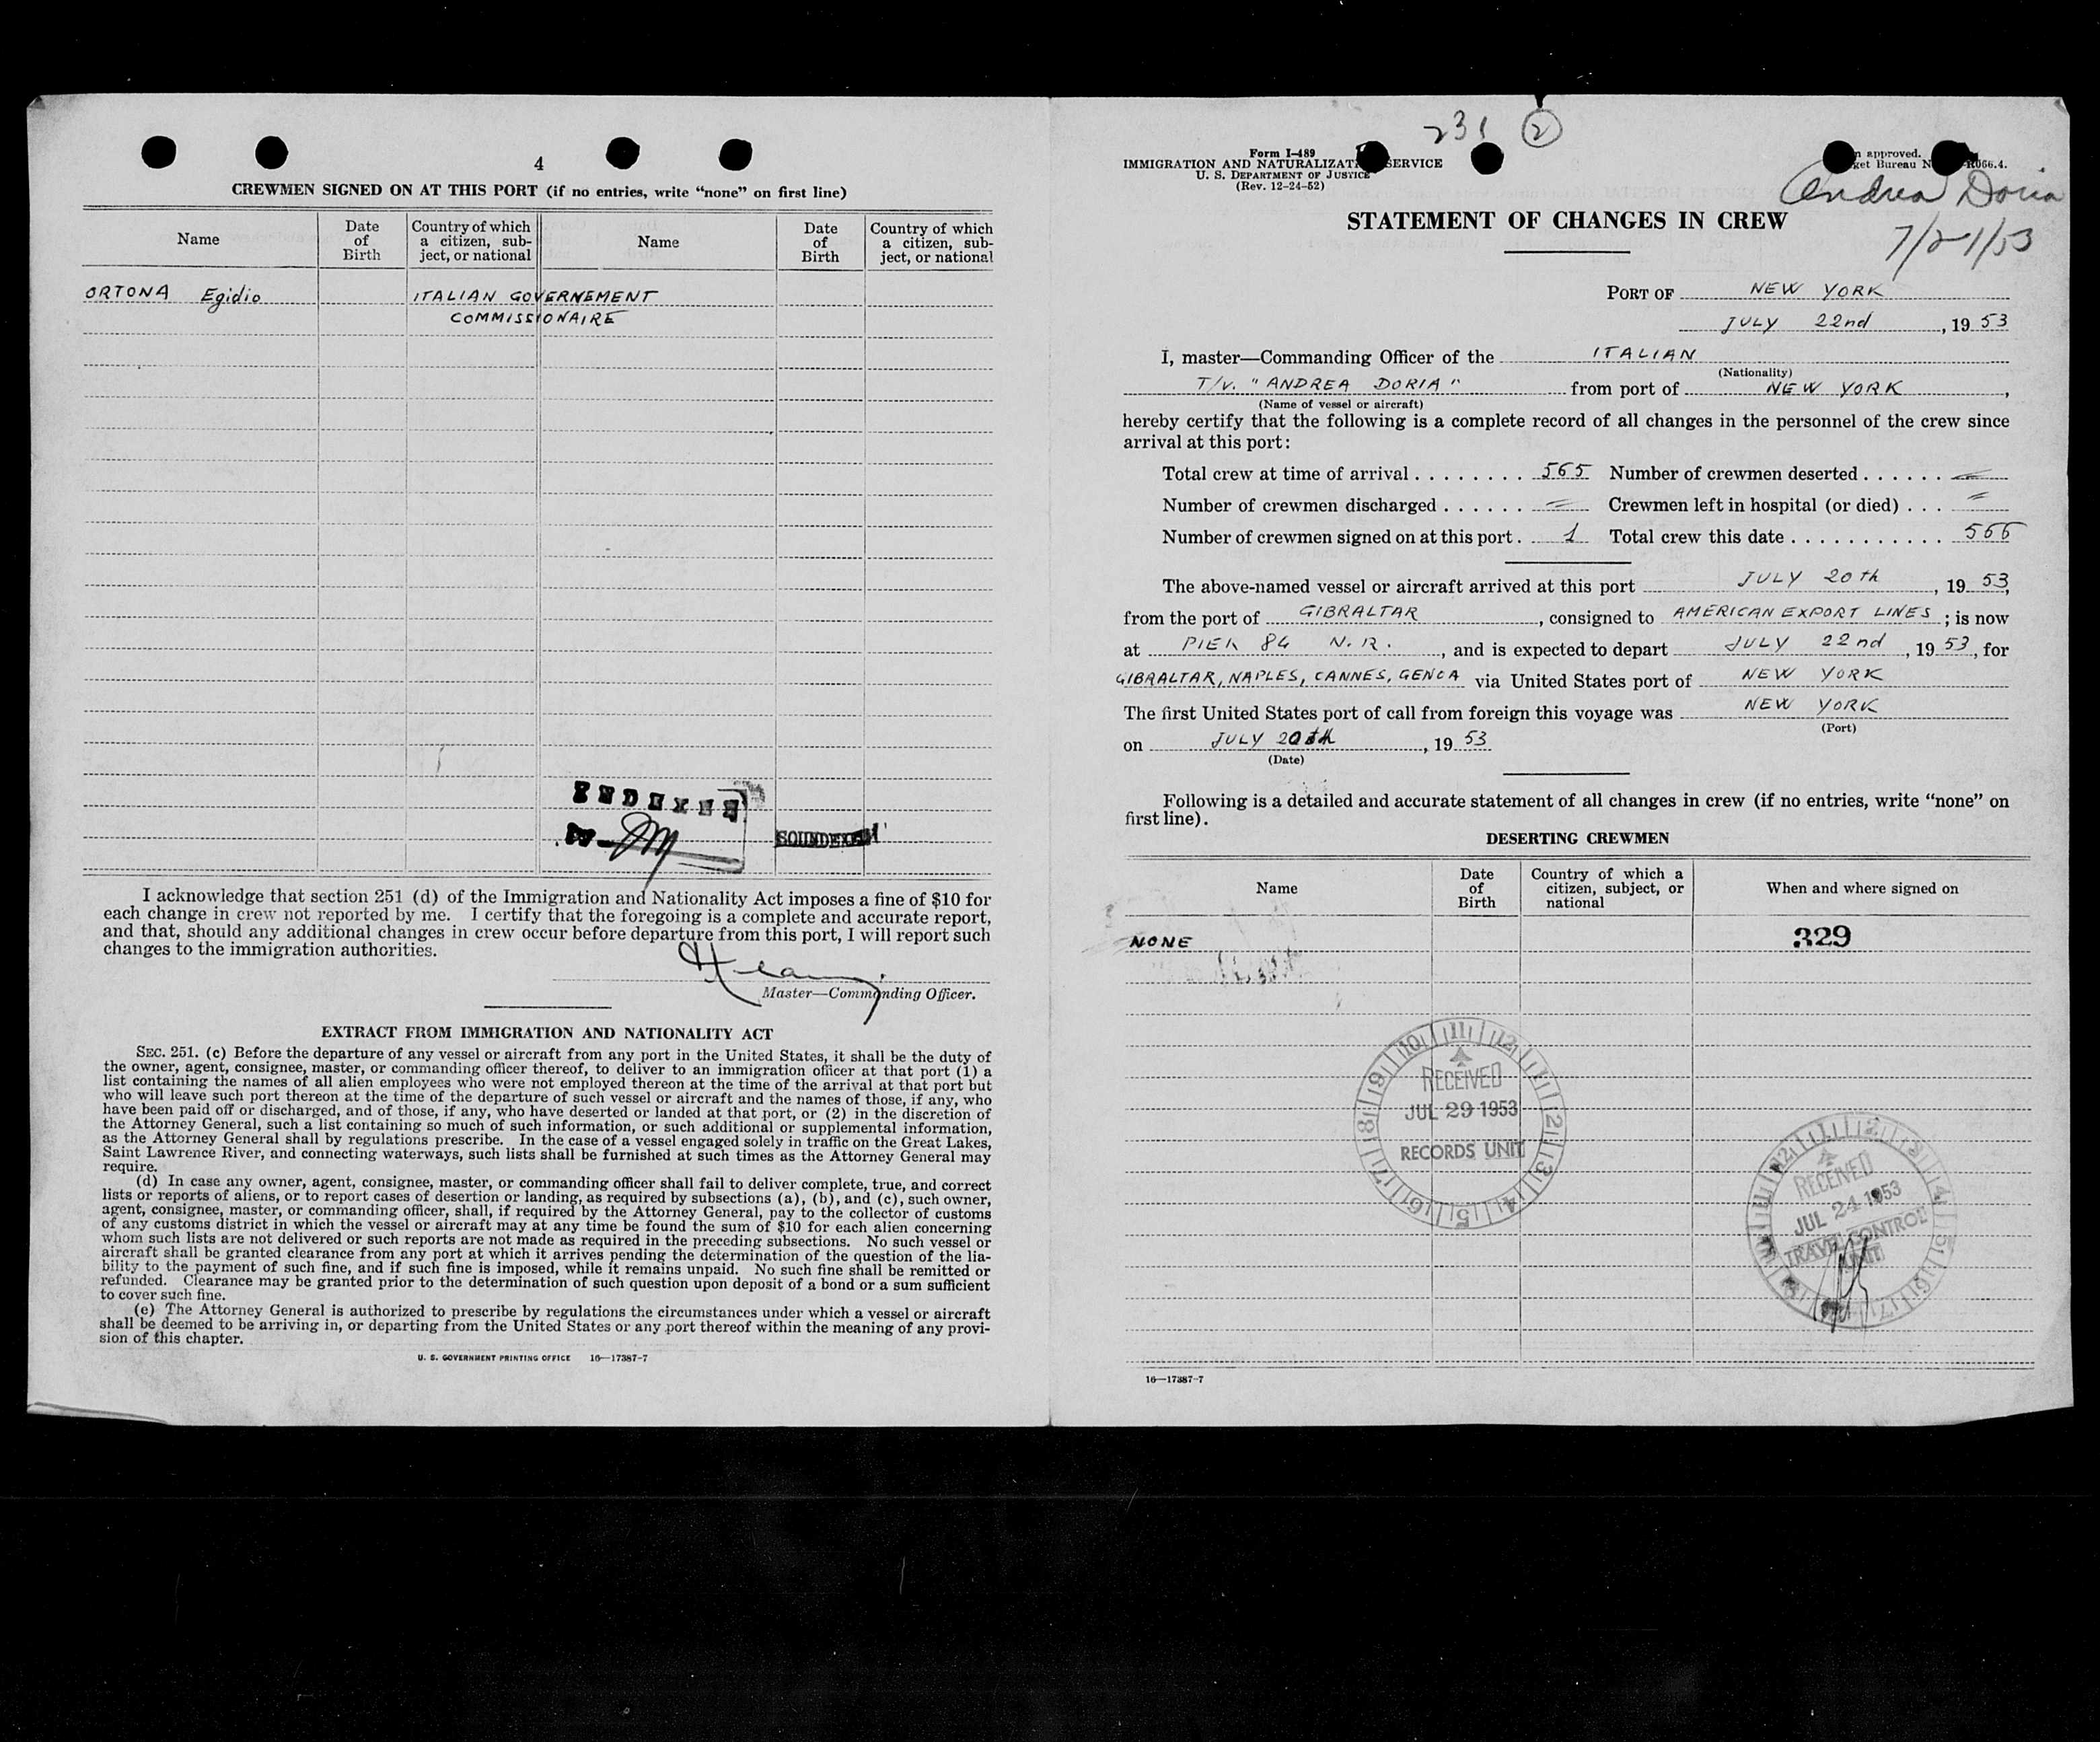 4
CREWMEN SIGNED ON AT THIS PORT (if no entries, write “none” on first line)
Name
Date of Birth
Country of which a citizen, sub-ject, or national
Name
Date of Birth
Country of which a citizen, sub-ject, or national
ORTONA Egidio ITALIAN GOVERNEMENT
COMMISSIONAIRE
SOUNDEXED
I acknowledge that section 251 (d) of the Immigration and Nationality Act imposes a fine of $10 for
each change in crew not reported by me. I certify that the foregoing is a complete and accurate report,
and that, should any additional changes in crew occur before departure from this port, I will report such
changes to the immigration authorities.
Master—Commanding Officer.
EXTRACT FROM IMMIGRATION AND NATIONALITY ACT
SEC. 251. (c) Before the departure of any vessel or aircraft from any port in the United States, it shall be the duty of
the owner, agent, consignee, master, or commanding officer thereof, to deliver to an immigration officer at that port (1) a
list containing the names of all alien employees who were not employed thereon at the time of the arrival at that port but
who will leave such port thereon at the time of the departure of such vessel or aircraft and the names of those, if any, who
have been paid off or discharged, and of those, if any, who have deserted or landed at that port, or (2) in the discretion of
the Attorney General, such a list containing so much of such information, or such additional or supplemental information,
as the Attorney General shall by regulations prescribe. In the case of a vessel engaged solely in traffic on the Great Lakes,
Saint Lawrence River, and connecting waterways, such lists shall be furnished at such times as the Attorney General may
require.
(d) In case any owner, agent, consignee, master, or commanding officer shall fail to deliver complete, true, and correct
lists or reports of aliens, or to report cases of desertion or landing, as required by subsections (a), (b), and (c), such owner,
agent, consignee, master, or commanding officer, shall, if required by the Attorney General, pay to the collector of customs
of any customs district in which the vessel or aircraft may at any time be found the sum of $10 for each alien concerning
whom such lists are not delivered or such reports are not made as required in the preceding subsections. No such vessel or
aircraft shall be granted clearance from any port at which it arrives pending the determination of the question of the lia-
bility to the payment of such fine, and if such fine is imposed, while it remains unpaid. No such fine shall be remitted or
refunded. Clearance may be granted prior to the determination of such question upon deposit of a bond or a sum sufficient
to cover such fine.
(e) The Attorney General is authorized to prescribe by regulations the circumstances under which a vessel or aircraft
shall be deemed to be arriving in, or departing from the United States or any port thereof within the meaning of any provi-
sion of this chapter.
U. S. GOVERNMENT PRINTING OFFICE 16—17387-7
231 2
Form I-489
IMMIGRATION AND NATURALIZATI SERVICE
U. S. DEPARTMENT OF JUSTICE
(Rev. 12-24-52)
approved.
get Bureau N R066.4.
Andrea Doria
7/21/53
STATEMENT OF CHANGES IN CREW
PORT OF NEW YORK
JULY 22nd, 1953
I, master—Commanding Officer of the ITALIAN
(Nationality)
T/V. "ANDREA DORIA" from port of NEW YORK,
(Name of vessel or aircraft)
hereby certify that the following is a complete record of all changes in the personnel of the crew since
arrival at this port:
Total crew at time of arrival........ 565 Number of crewmen deserted......
Number of crewmen discharged...... Crewmen left in hospital (or died)...
Number of crewmen signed on at this port. 1 Total crew this date............ 566
The above-named vessel or aircraft arrived at this port JULY 20th, 1953,
from the port of GIBRALTAR, consigned to AMERICAN EXPORT LINES; is now
at PIER 84 N.R., and is expected to depart JULY 22nd, 1953, for
GIBRALTAR, NAPLES, CANNES, GENOA via United States port of NEW YORK
The first United States port of call from foreign this voyage was NEW YORK
(Port)
on JULY 20th, 1953
(Date)
Following is a detailed and accurate statement of all changes in crew (if no entries, write “none” on
first line).
DESERTING CREWMEN
Name
Date of Birth
Country of which a citizen, subject, or national
When and where signed on
NONE 329
RECEIVED
JUL 29 1953
RECORDS UNIT
RECEIVED
JUL 24 1953
TRAVEL CONTROL
UNIT
16—17387-7